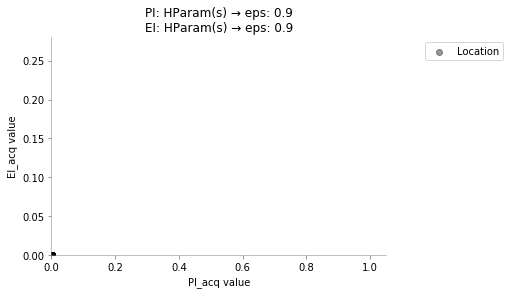 PI: HParam(s) → eps: 0.9
EI: HParam(s) → eps: 0.9
Location
EI_acq value
0.25
0.20
0.15
0.10
0.05
0.00
0.0 0.2 0.4 0.6 0.8 1.0
PI_acq value